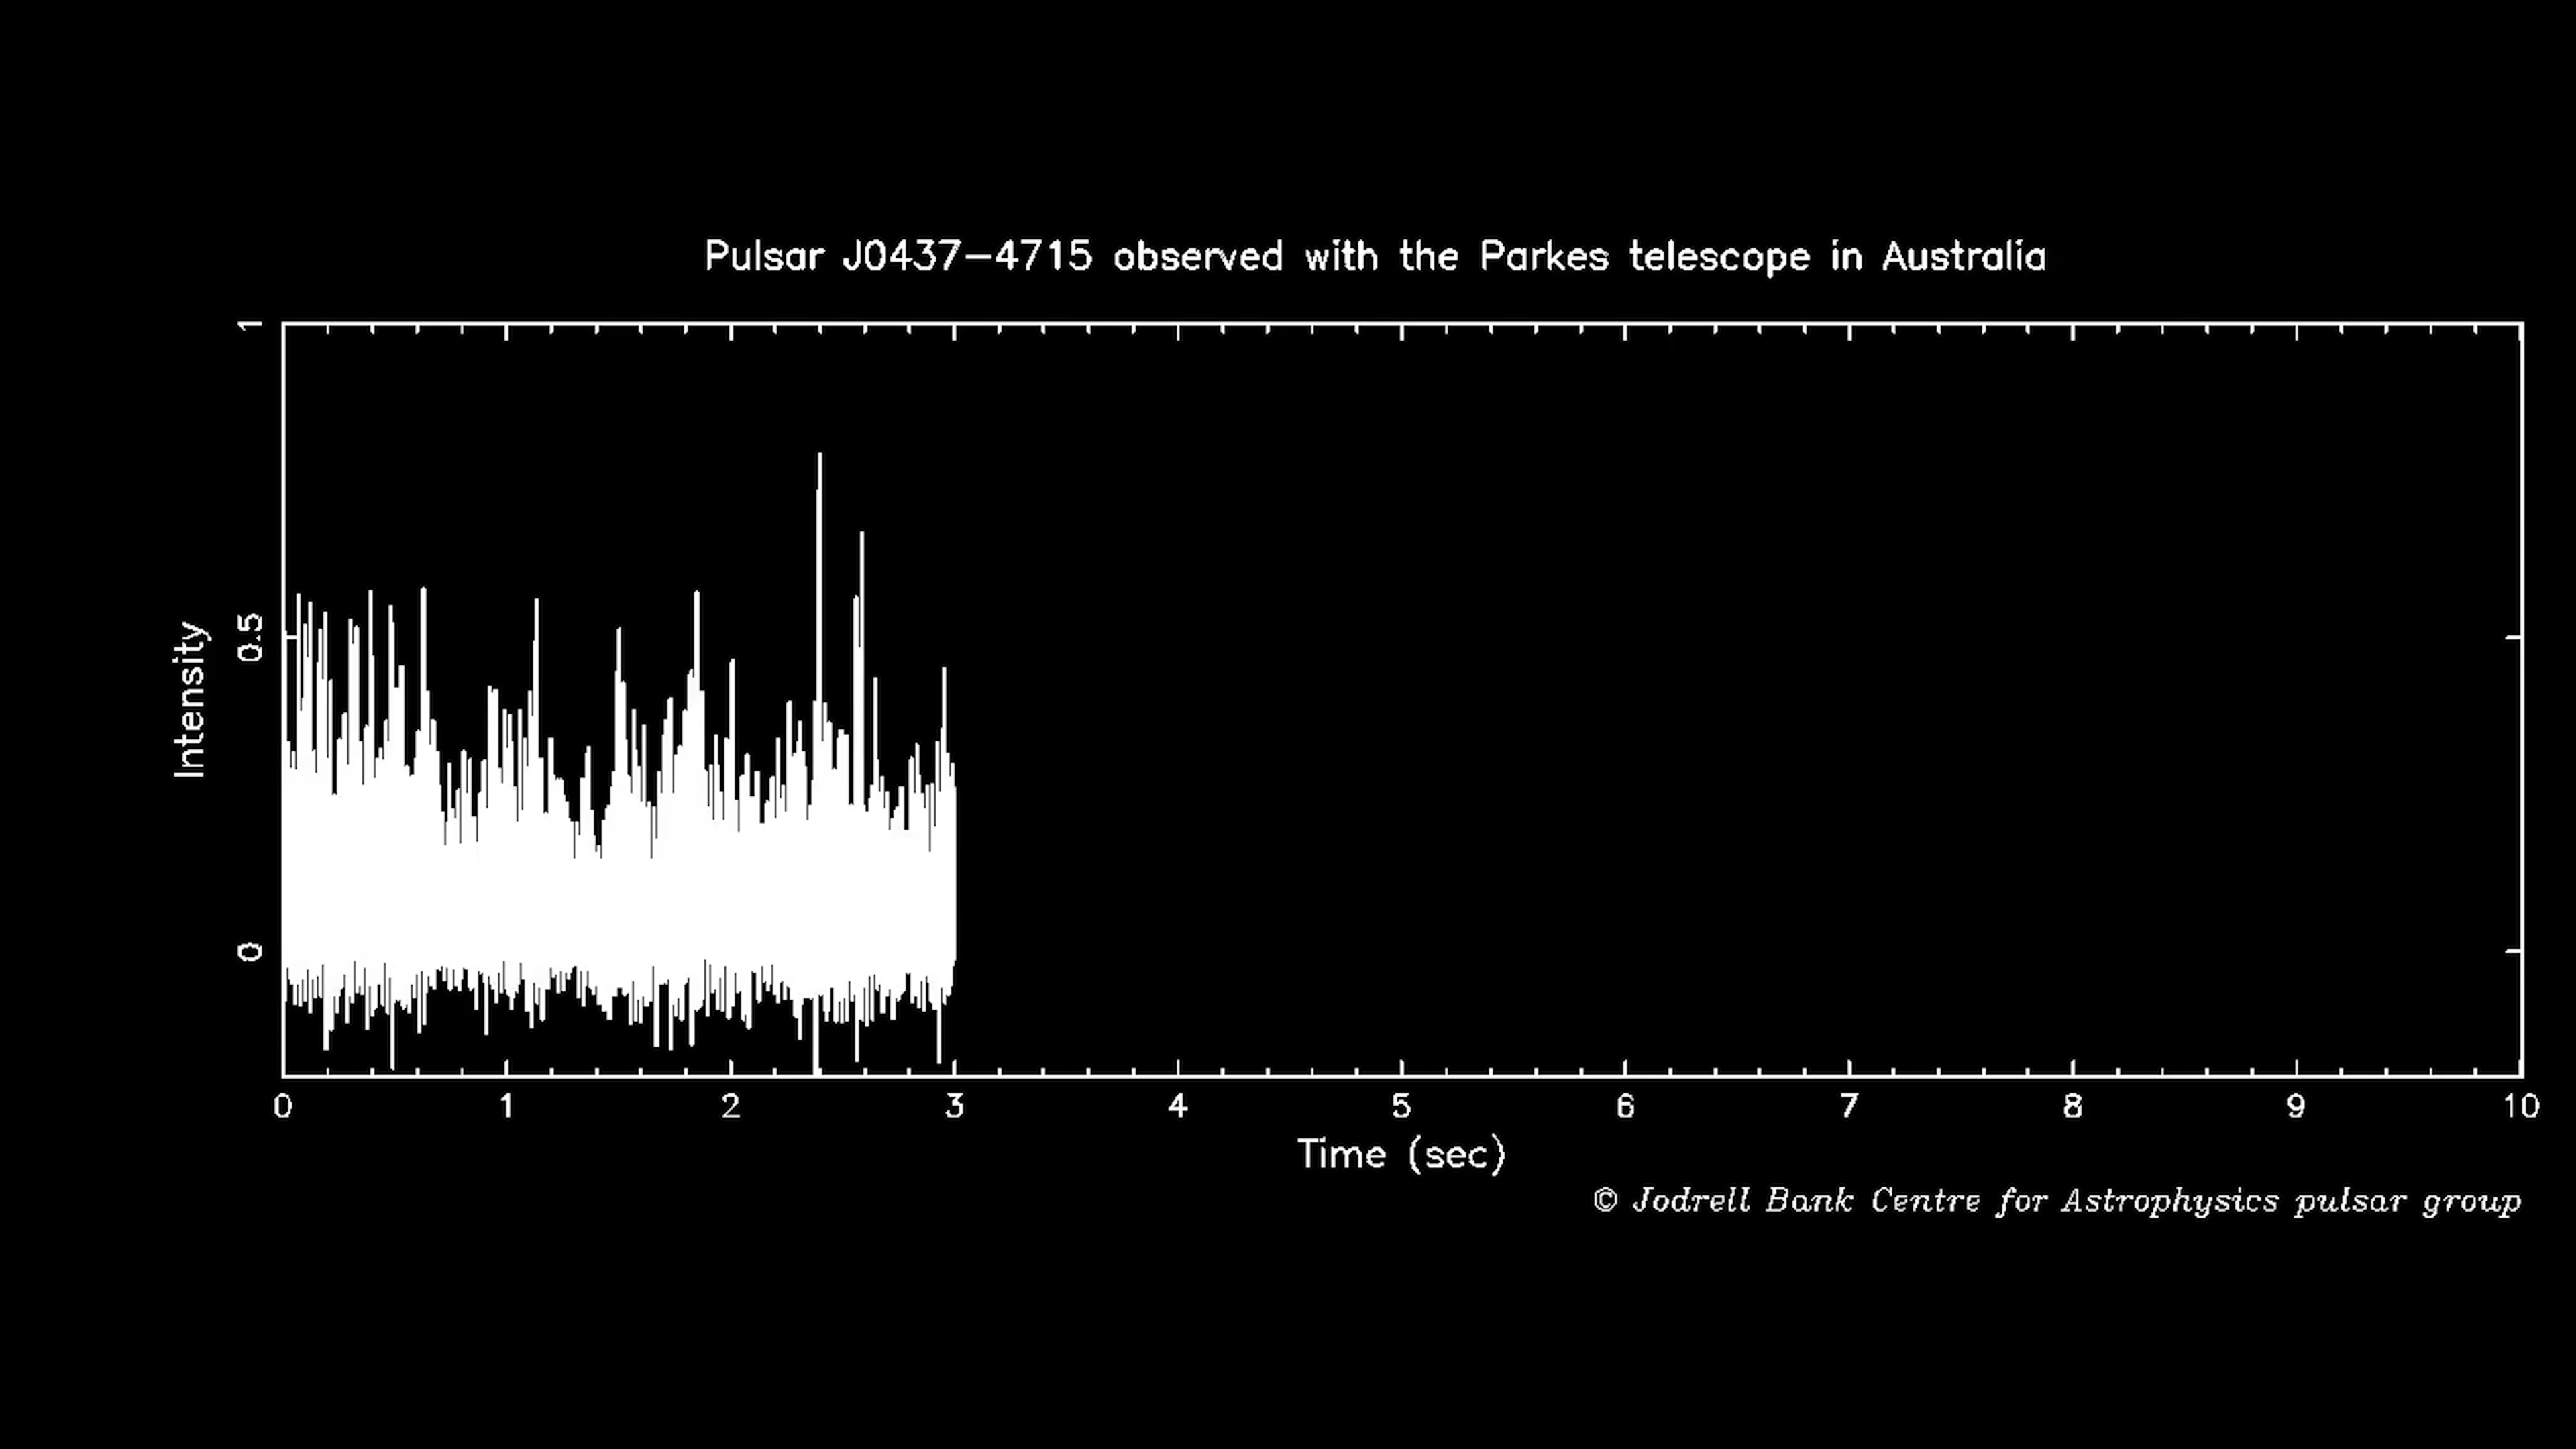 Pulsar J0437−4715 observed with the Parkes telescope in Australia
1
0.5
0
Intensity
0 1 2 3 4 5 6 7 8 9 10
Time (sec)
© Jodrell Bank Centre for Astrophysics pulsar group